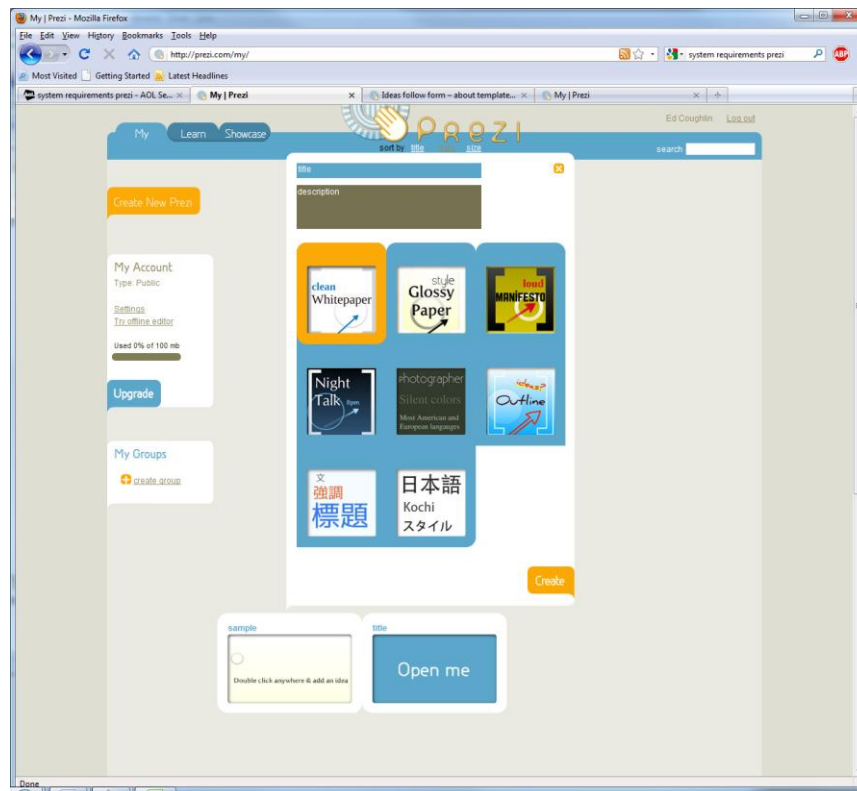 My | Prezi - Mozilla Firefox
File Edit View History Bookmarks Tools Help
http://prezi.com/my/
system requirements prezi
ABP
Most Visited Getting Started Latest Headlines
system requirements prezi - AOL Se...
My | Prezi
Ideas follow form – about template...
My | Prezi
Prezi
Ed Coughlin Log out
My Learn Showcase
sort by title size
search
title
description
Create New Prezi
My Account
Type: Public
Settings
Try offline editor
Used 0% of 100 mb
Upgrade
My Groups
create group
clean
Whitepaper
style
Glossy
Paper
loud
MANIFESTO
Night
Talk 8pm
photographer
Silent colors
Most American and
European languages
ideas?
Outline
文
強調
標題
日本語
Kochi
スタイル
Create
sample
Double click anywhere & add an idea
title
Open me
Done